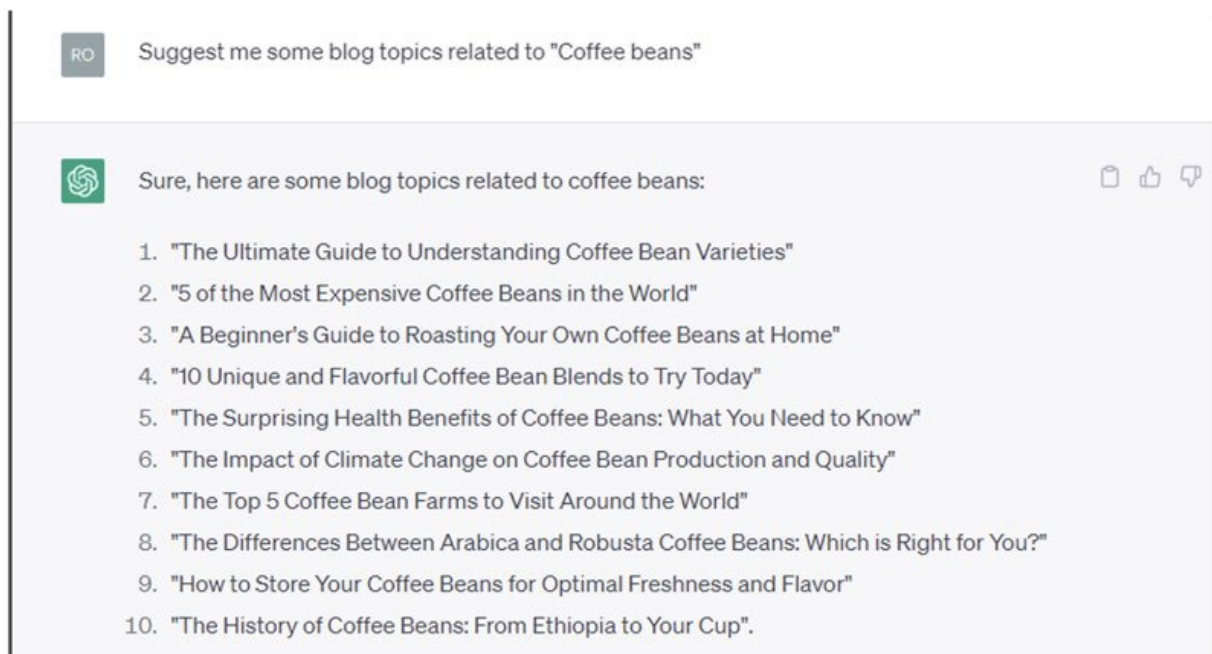 RO
Suggest me some blog topics related to "Coffee beans"
Sure, here are some blog topics related to coffee beans:
1. "The Ultimate Guide to Understanding Coffee Bean Varieties"
2. "5 of the Most Expensive Coffee Beans in the World"
3. "A Beginner's Guide to Roasting Your Own Coffee Beans at Home"
4. "10 Unique and Flavorful Coffee Bean Blends to Try Today"
5. "The Surprising Health Benefits of Coffee Beans: What You Need to Know"
6. "The Impact of Climate Change on Coffee Bean Production and Quality"
7. "The Top 5 Coffee Bean Farms to Visit Around the World"
8. "The Differences Between Arabica and Robusta Coffee Beans: Which is Right for You?"
9. "How to Store Your Coffee Beans for Optimal Freshness and Flavor"
10. "The History of Coffee Beans: From Ethiopia to Your Cup".